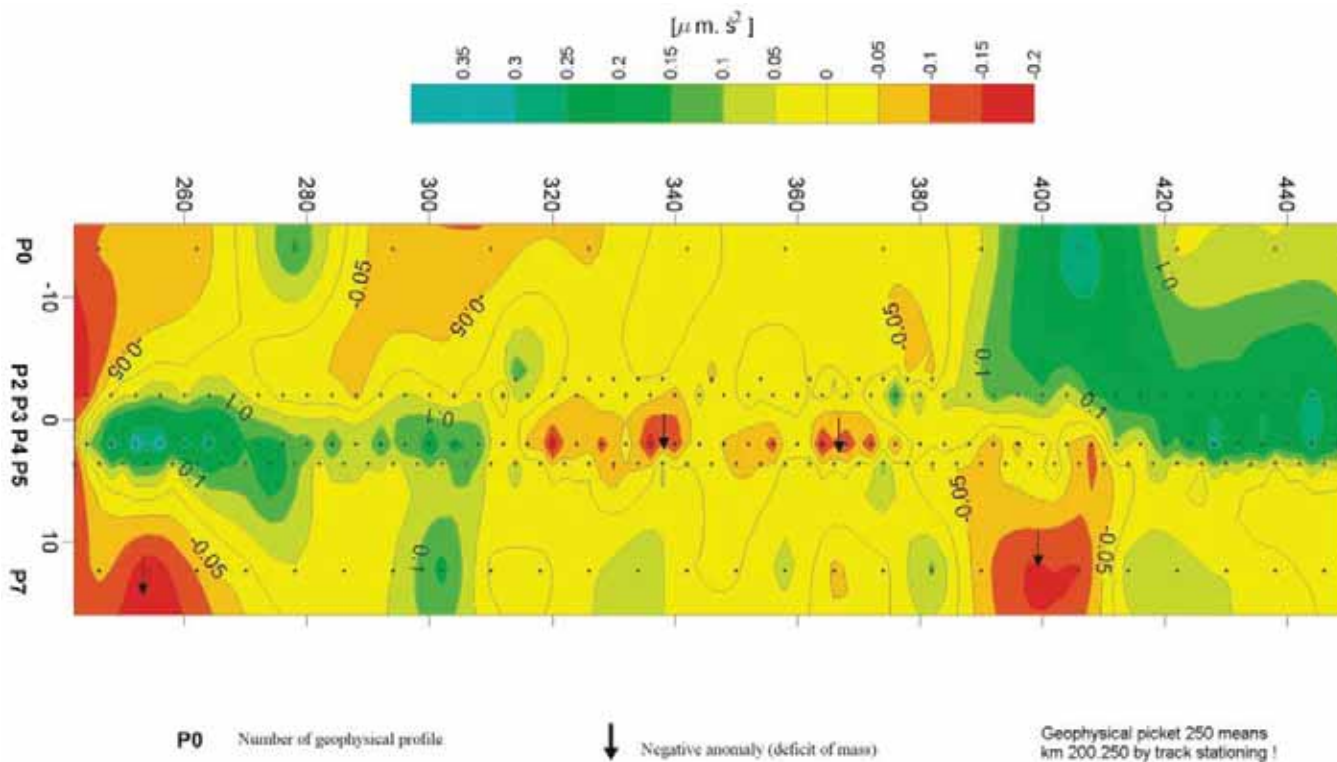 [μ m. s² ]
0.35 0.3 0.25 0.2 0.15 0.1 0.05 0 -0.05 -0.1 -0.15 -0.2
260 280 300 320 340 360 380 400 420 440
P0
-10
P2
P3
0
P4
P5
10
P7
-0.05
-0.05
-0.05
0.1
0.1
-0.05
0.1
0.1
0.1
0.1
-0.05
0.1
-0.05
-0.05
P0 Number of geophysical profile
Negative anomaly (deficit of mass)
Geophysical picket 250 means
km 200.250 by track stationing !